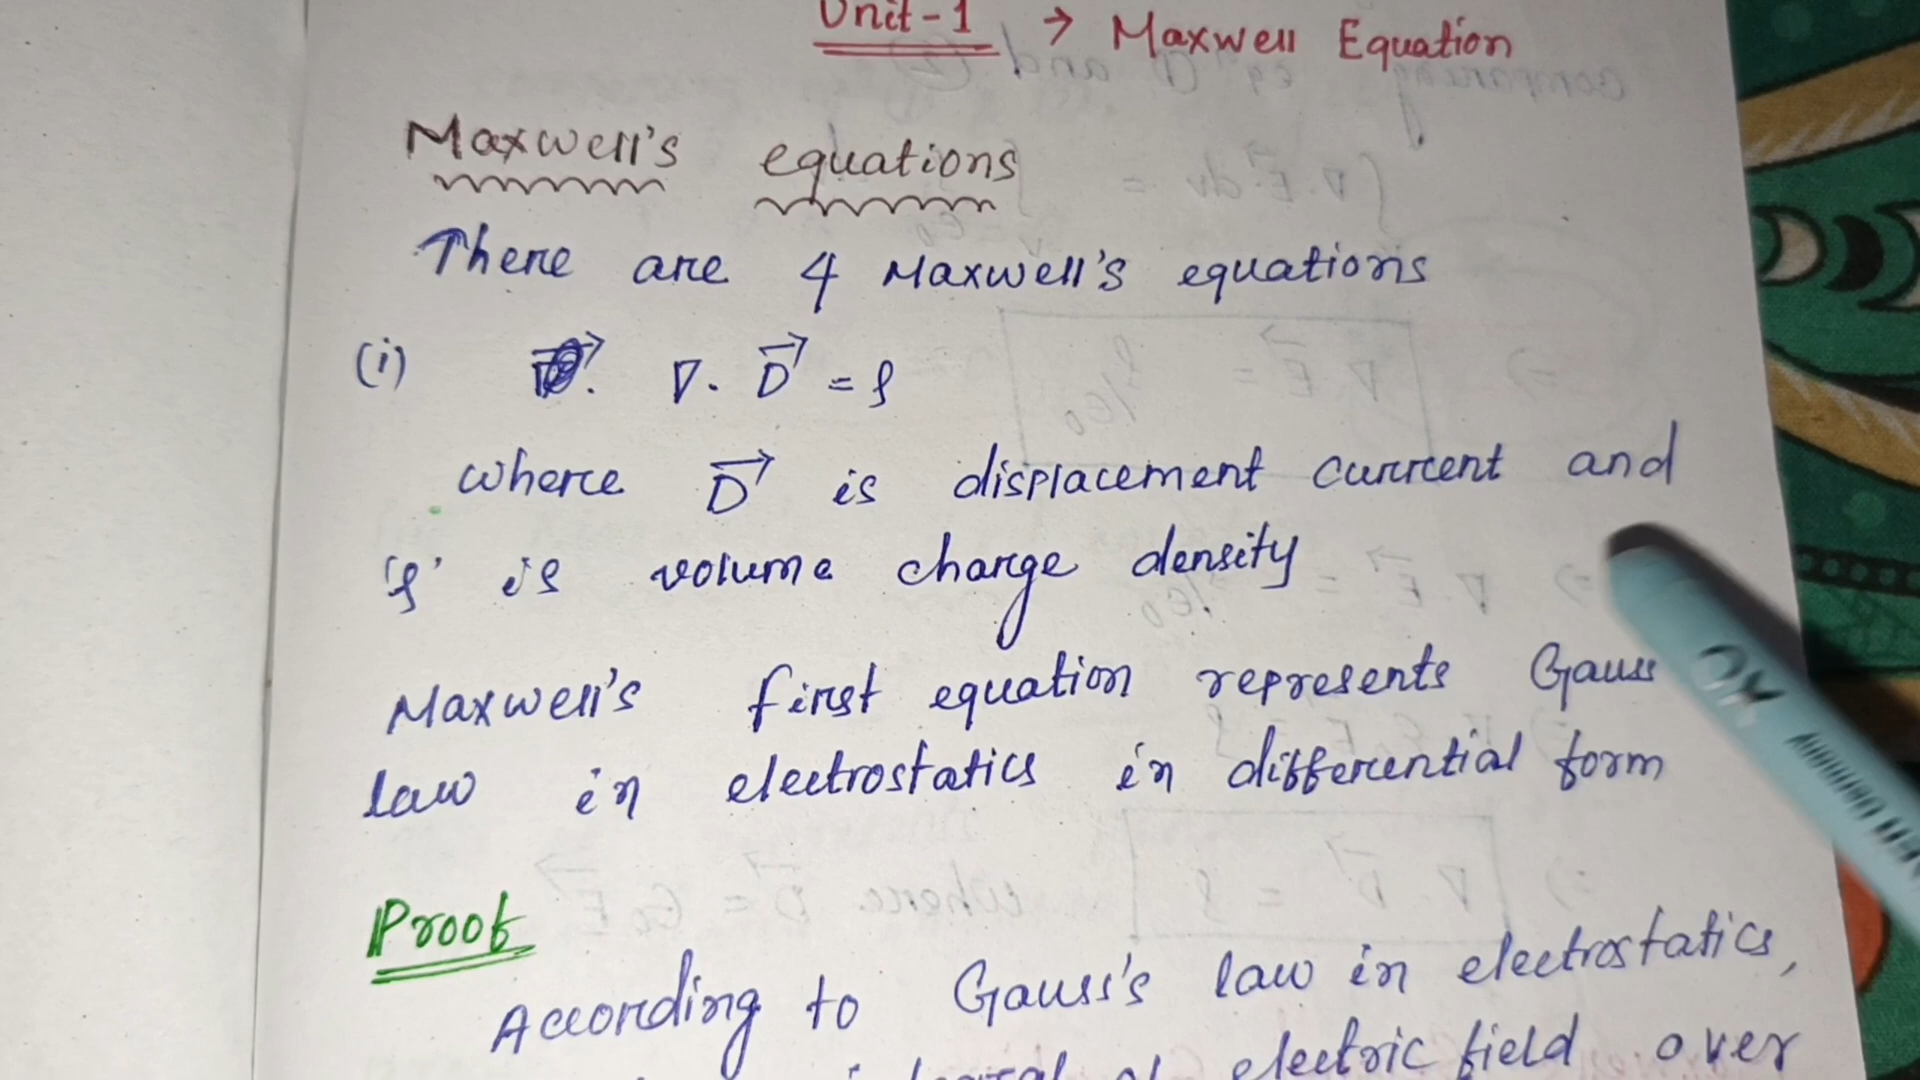 Unit-1 → Maxwell Equation
Maxwell's equations
There are 4 Maxwell's equations
(i) ∇. D⃗ = ρ
where D⃗ is displacement current and
'ρ' is volume charge density
Maxwell's first equation represents Gauss
law in electrostatics in differential form
Proof
According to Gauss's law in electrostatics,
electric field over